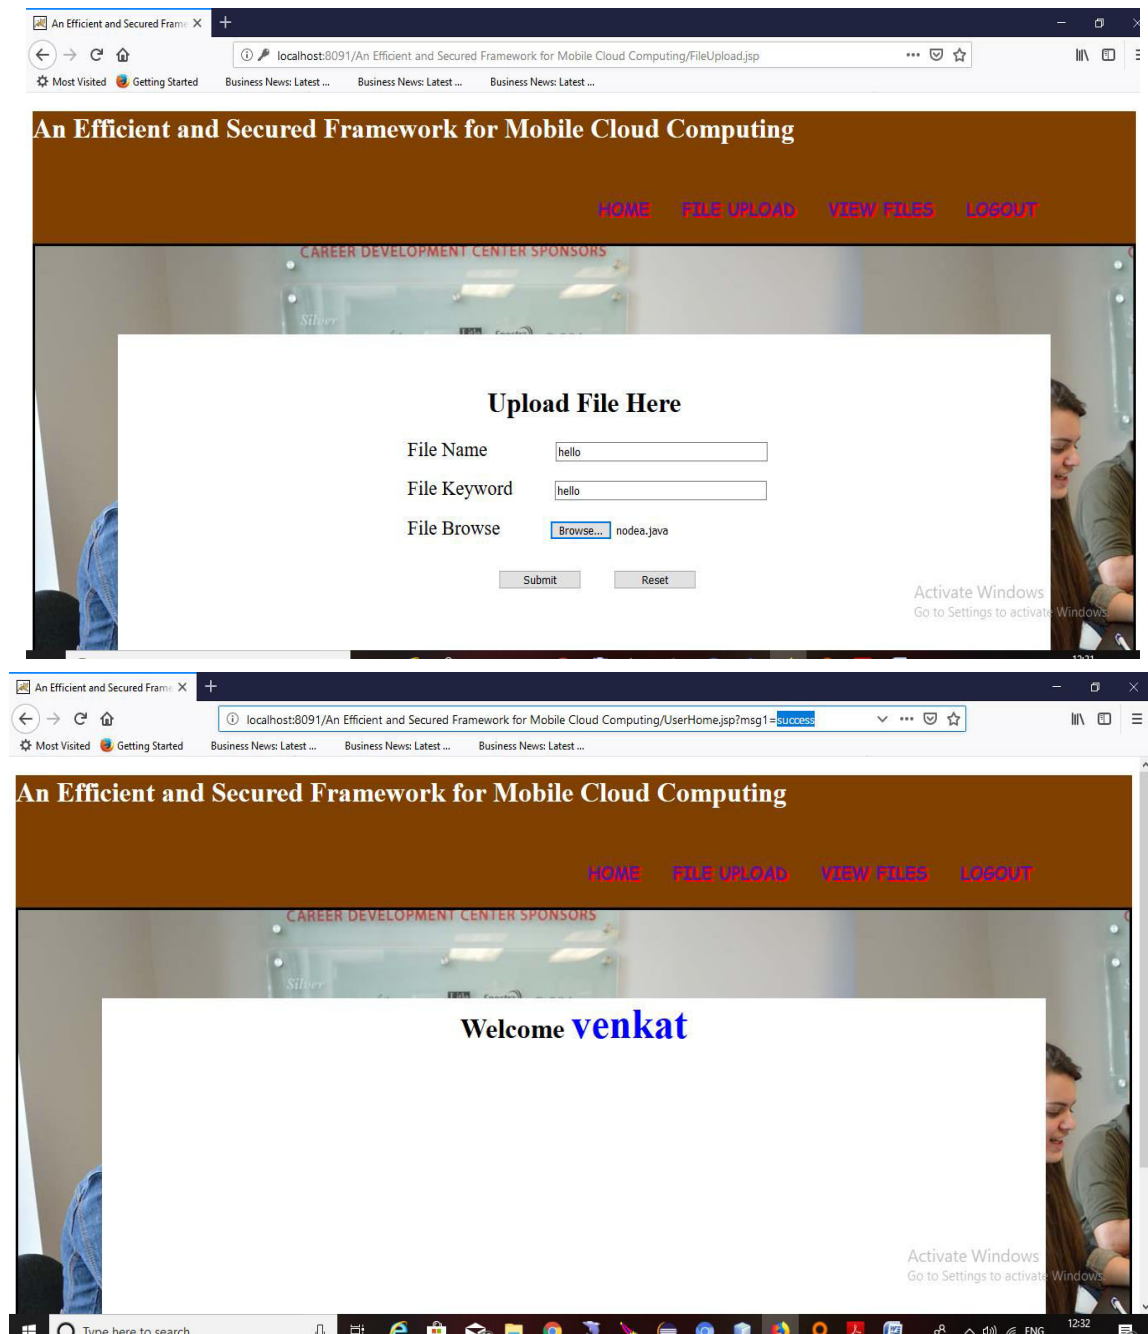 An Efficient and Secured Fram
localhost:8091/An Efficient and Secured Framework for Mobile Cloud Computing/FileUpload.jsp
Most Visited Getting Started Business News: Latest ... Business News: Latest ... Business News: Latest ...
An Efficient and Secured Framework for Mobile Cloud Computing
HOME FILE UPLOAD VIEW FILES LOGOUT
CAREER DEVELOPMENT CENTER SPONSORS
Silver
Upload File Here
File Name hello
File Keyword hello
File Browse Browse... nodea.java
Submit Reset
Activate Windows
Go to Settings to activate Windows.
An Efficient and Secured Fram
localhost:8091/An Efficient and Secured Framework for Mobile Cloud Computing/UserHome.jsp?msg1=success
Most Visited Getting Started Business News: Latest ... Business News: Latest ... Business News: Latest ...
An Efficient and Secured Framework for Mobile Cloud Computing
HOME FILE UPLOAD VIEW FILES LOGOUT
CAREER DEVELOPMENT CENTER SPONSORS
Silver
Welcome venkat
Activate Windows
Go to Settings to activate Windows.
Type here to search ENG 12:32